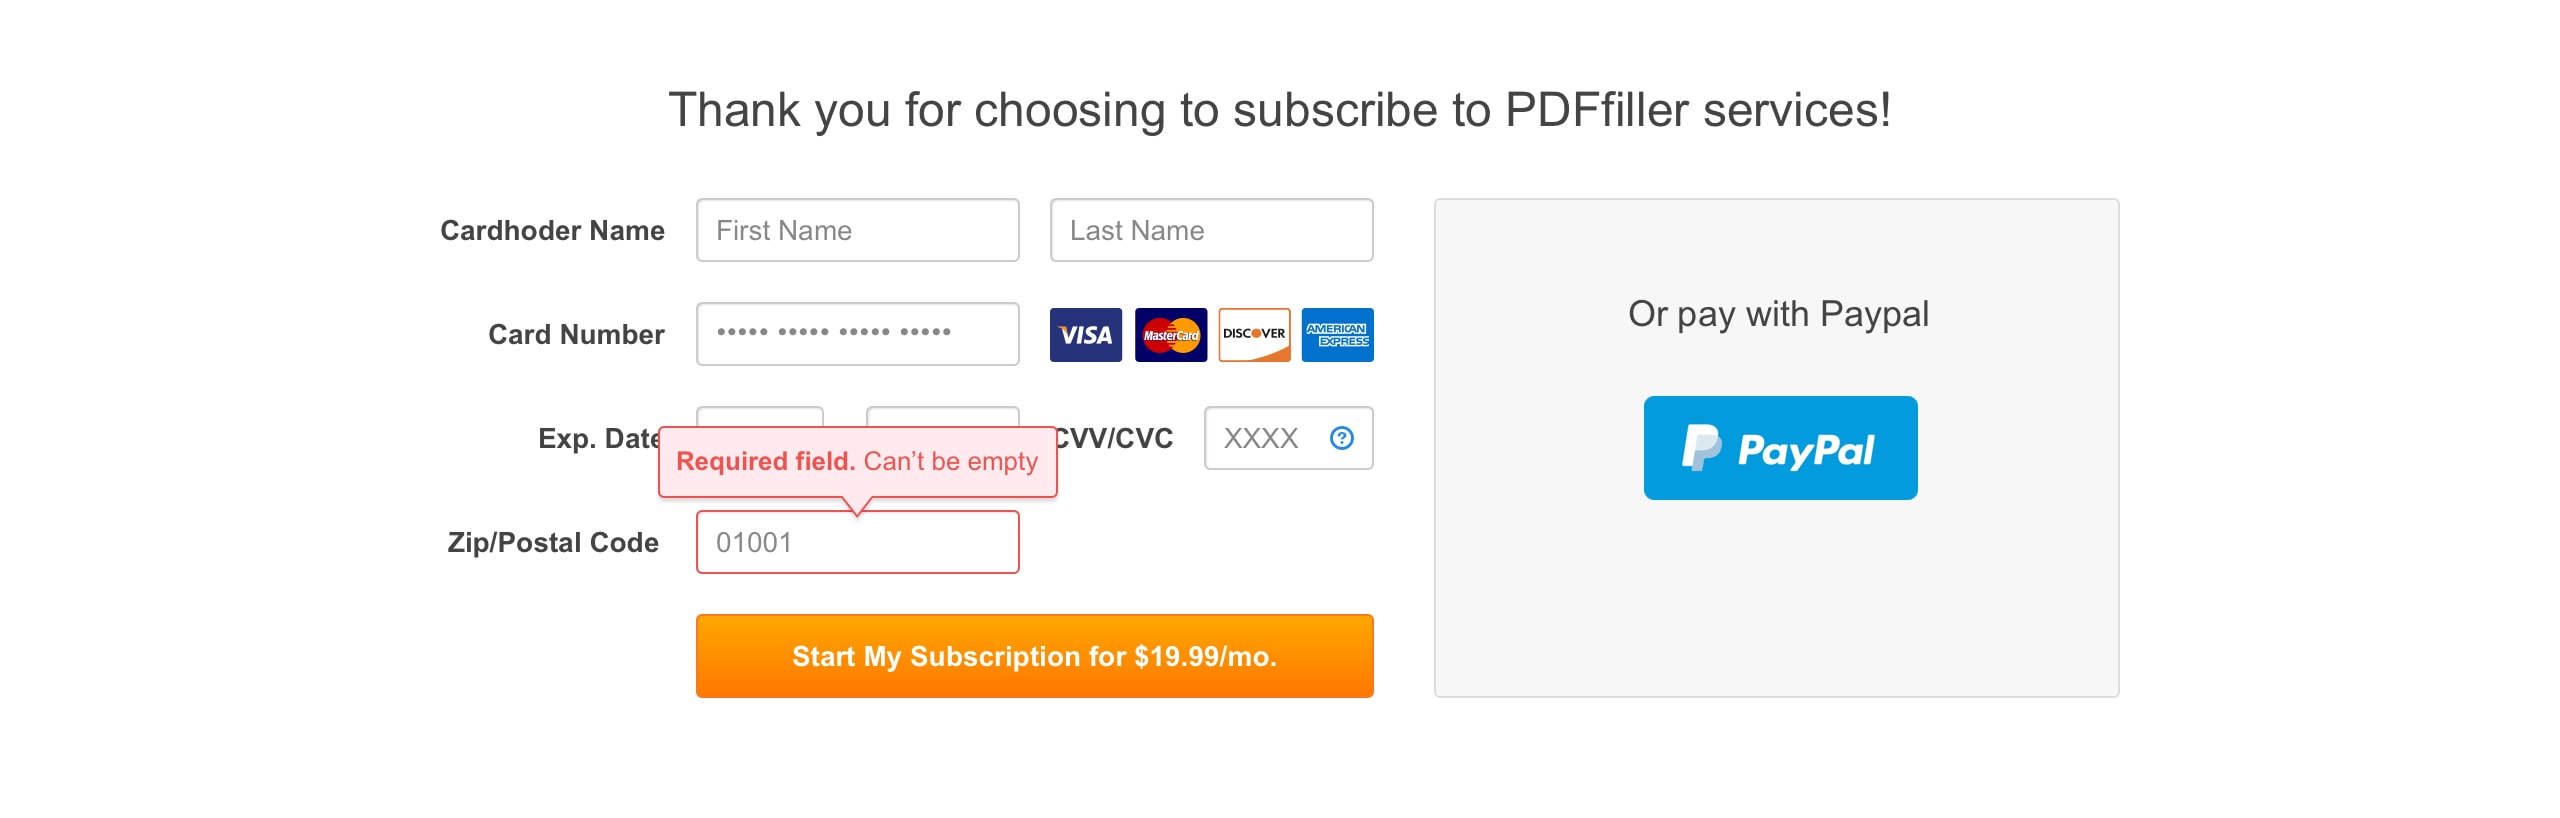 Thank you for choosing to subscribe to PDFfiller services!
Cardhoder Name
First Name
Last Name
Card Number
••••• ••••• ••••• •••••
VISA
MasterCard
DISCOVER
AMERICAN
EXPRESS
Exp. Date
CVV/CVC
XXXX
?
Required field. Can’t be empty
Zip/Postal Code
01001
Start My Subscription for $19.99/mo.
Or pay with Paypal
PayPal